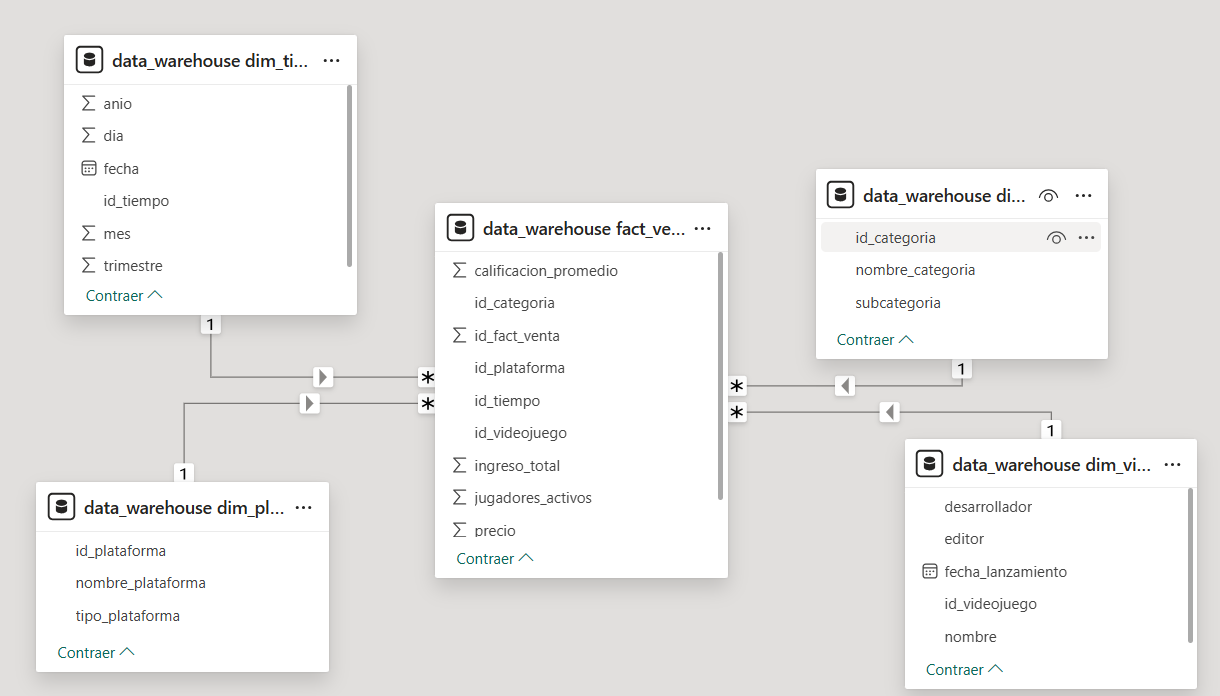 data_warehouse dim_ti...
anio
dia
fecha
id_tiempo
mes
trimestre
Contraer
1
*
data_warehouse dim_pl...
id_plataforma
nombre_plataforma
tipo_plataforma
Contraer
1
*
data_warehouse fact_ve...
calificacion_promedio
id_categoria
id_fact_venta
id_plataforma
id_tiempo
id_videojuego
ingreso_total
jugadores_activos
precio
Contraer
data_warehouse di...
id_categoria
nombre_categoria
subcategoria
Contraer
1
*
data_warehouse dim_vi...
desarrollador
editor
fecha_lanzamiento
id_videojuego
nombre
Contraer
1
*